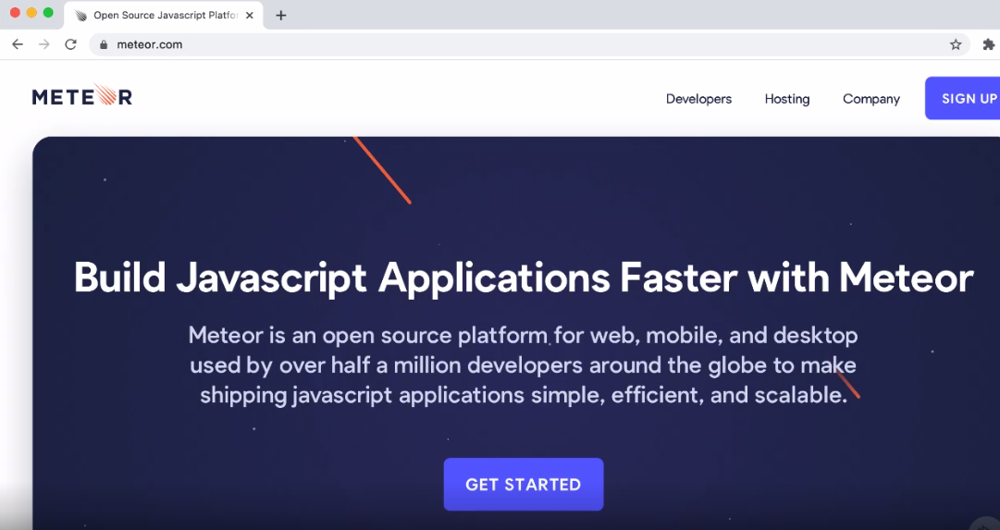 Open Source Javascript Platfor
meteor.com
METEOR
Developers
Hosting
Company
SIGN UP
Build Javascript Applications Faster with Meteor
Meteor is an open source platform for web, mobile, and desktop
used by over half a million developers around the globe to make
shipping javascript applications simple, efficient, and scalable.
GET STARTED